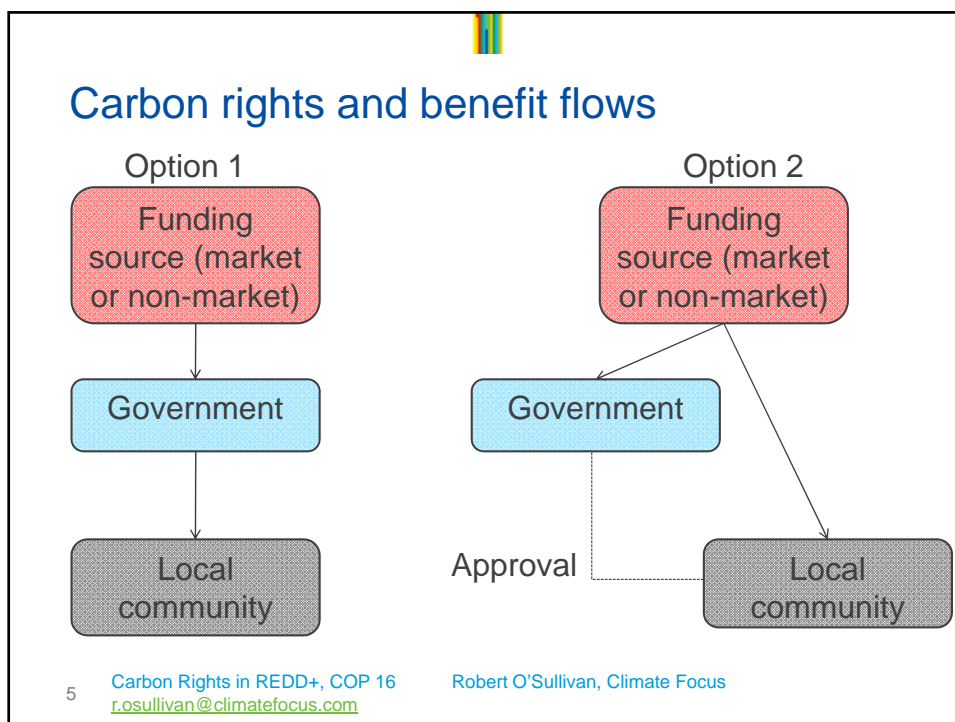 Carbon rights and benefit flows
Option 1
Funding
source (market
or non-market)
Government
Local
community
Option 2
Funding
source (market
or non-market)
Government
Approval
Local
community
5
Carbon Rights in REDD+, COP 16 Robert O’Sullivan, Climate Focus
r.osullivan@climatefocus.com